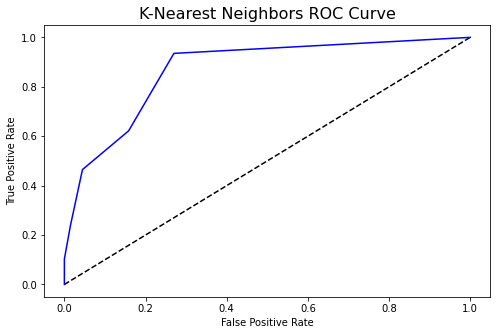 K-Nearest Neighbors ROC Curve
True Positive Rate
1.0
0.8
0.6
0.4
0.2
0.0
0.0 0.2 0.4 0.6 0.8 1.0
False Positive Rate